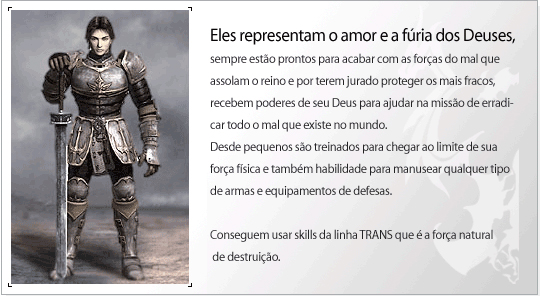 Eles representam o amor e a fúria dos Deuses,
sempre estão prontos para acabar com as forças do mal que
assolam o reino e por terem jurado proteger os mais fracos,
recebem poderes de seu Deus para ajudar na missão de erradi-
car todo o mal que existe no mundo.
Desde pequenos são treinados para chegar ao limite de sua
força física e também habilidade para manusear qualquer tipo
de armas e equipamentos de defesas.
Conseguem usar skills da linha TRANS que é a força natural
de destruição.